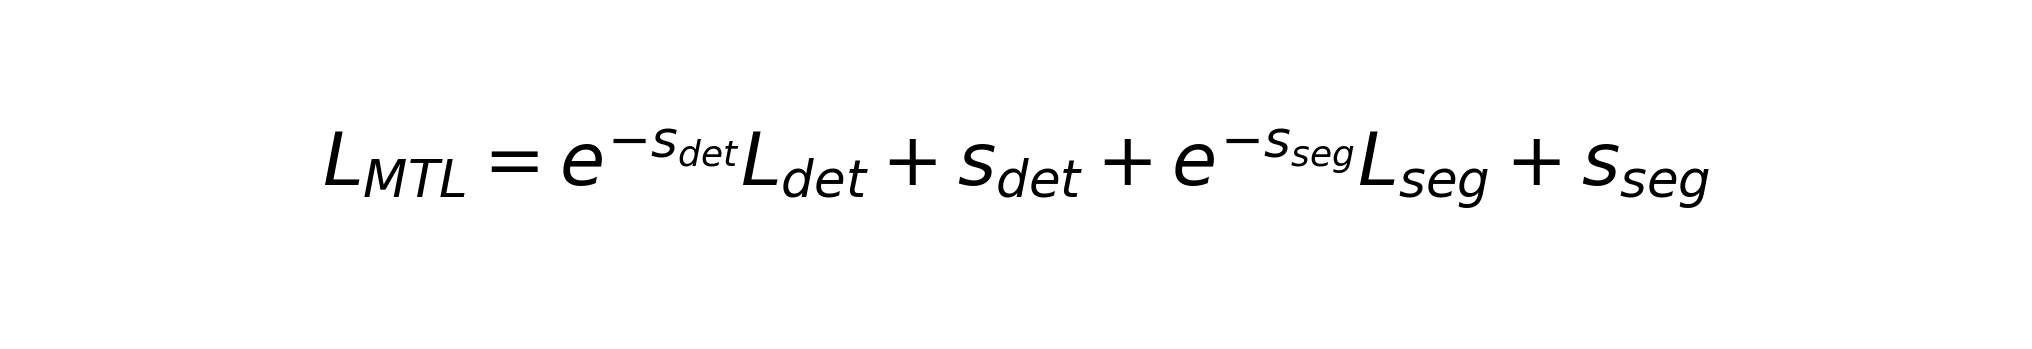 L_{MTL} = e^{-s_{det}} L_{det} + s_{det} + e^{-s_{seg}} L_{seg} + s_{seg}